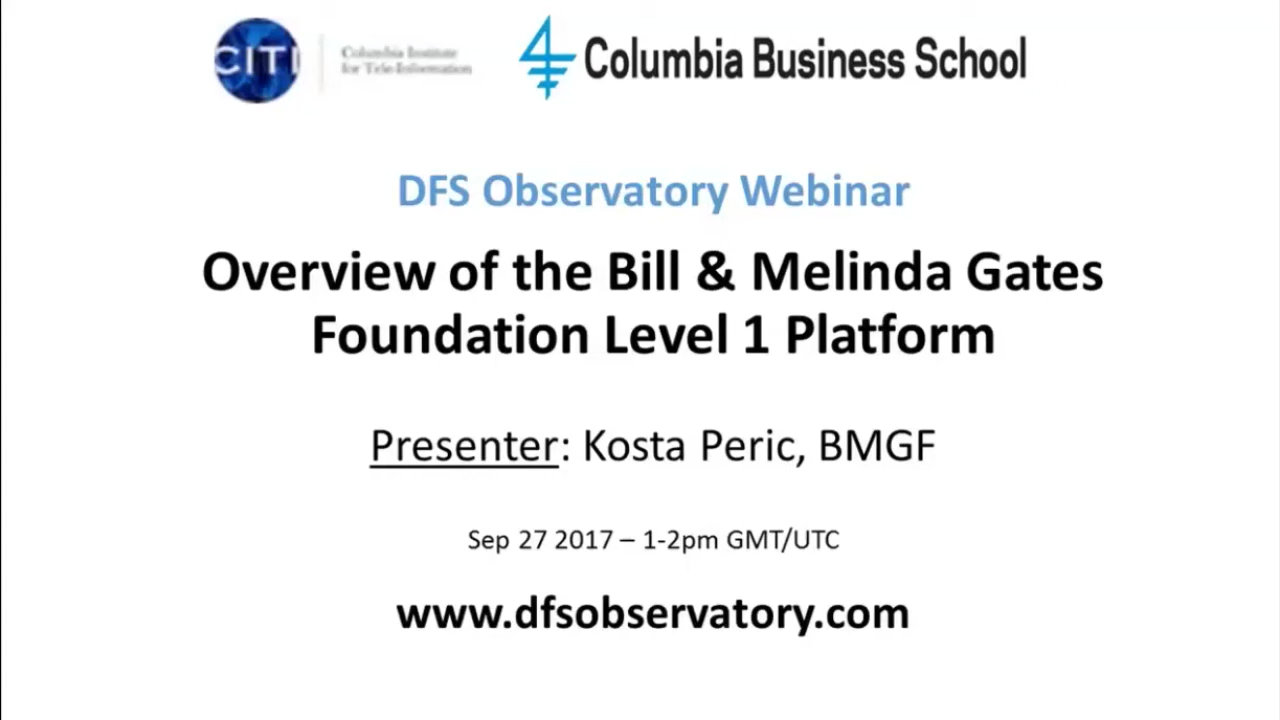 CITI
Columbia Institute
for Tele-Information
Columbia Business School
DFS Observatory Webinar
Overview of the Bill & Melinda Gates
Foundation Level 1 Platform
Presenter: Kosta Peric, BMGF
Sep 27 2017 – 1-2pm GMT/UTC
www.dfsobservatory.com